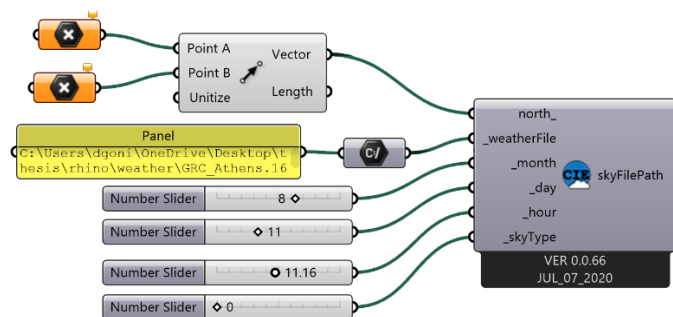 Point A
Point B
Unitize
Vector
Length
Panel
C:\Users\dgoni\OneDrive\Desktop\t
hesis\rhino\weather\GRC_Athens.16
C:/
Number Slider 8
Number Slider 11
Number Slider 11.16
Number Slider 0
north_
_weatherFile
_month
_day
_hour
_skyType
CIE
skyFilePath
VER 0.0.66
JUL_07_2020